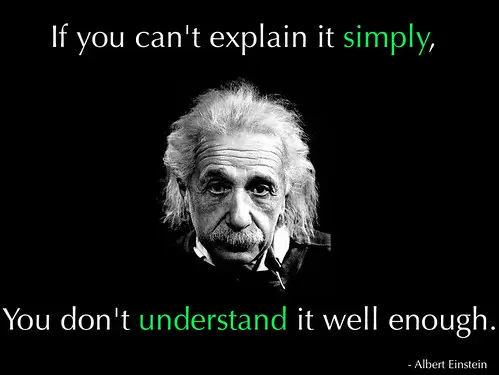 If you can't explain it simply,
You don't understand it well enough.
- Albert Einstein